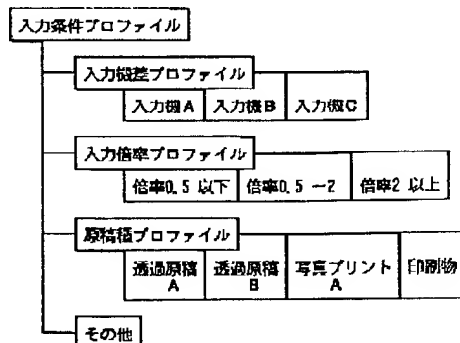 入力条件プロファイル
入力機差プロファイル
入力機A 入力機B 入力機C
入力倍率プロファイル
倍率0.5 以下 倍率0.5 ー2 倍率2 以上
原稿種プロファイル
透過原稿 透過原稿 写真プリント 印刷物
A B A
その他